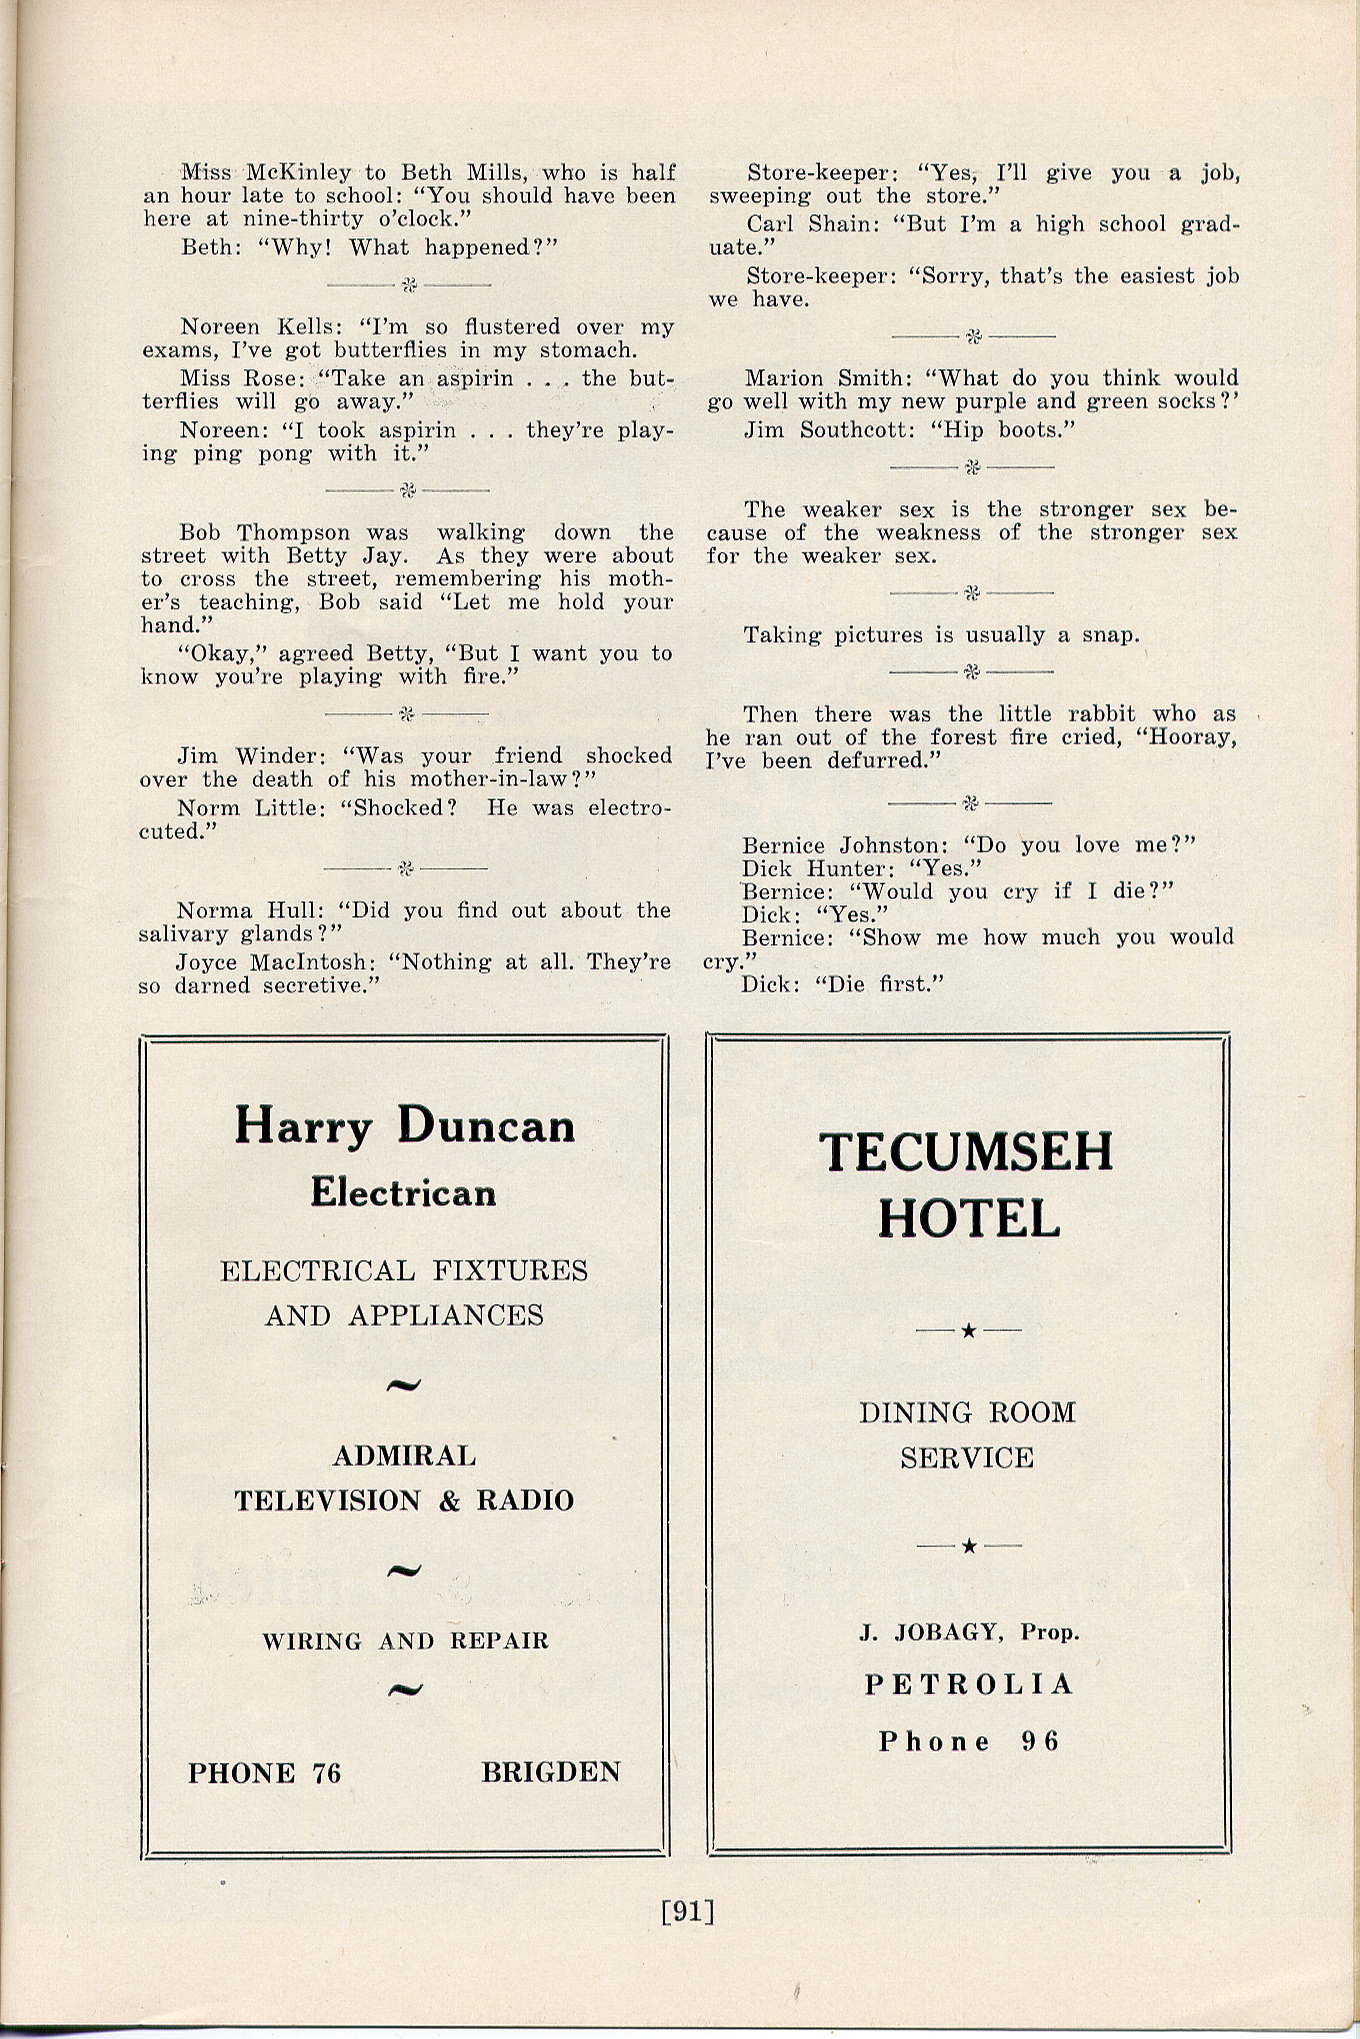 Miss McKinley to Beth Mills, who is half
an hour late to school: “You should have been
here at nine-thirty o’clock.”
Beth: “Why! What happened?”
Noreen Kells: “I’m so flustered over my
exams, I’ve got butterflies in my stomach.
Miss Rose: “Take an aspirin . . . the but-
terflies will go away.”
Noreen: “I took aspirin . . . they’re play-
ing ping pong with it.”
Bob Thompson was walking down the
street with Betty Jay. As they were about
to cross the street, remembering his moth-
er’s teaching, Bob said “Let me hold your
hand.”
“Okay,” agreed Betty, “But I want you to
know you’re playing with fire.”
Jim Winder: “Was your friend shocked
over the death of his mother-in-law?”
Norm Little: “Shocked? He was electro-
cuted.”
Norma Hull: “Did you find out about the
salivary glands?”
Joyce MacIntosh: “Nothing at all. They’re
so darned secretive.”
Store-keeper: “Yes, I’ll give you a job,
sweeping out the store.”
Carl Shain: “But I’m a high school grad-
uate.”
Store-keeper: “Sorry, that’s the easiest job
we have.
Marion Smith: “What do you think would
go well with my new purple and green socks?’
Jim Southcott: “Hip boots.”
The weaker sex is the stronger sex be-
cause of the weakness of the stronger sex
for the weaker sex.
Taking pictures is usually a snap.
Then there was the little rabbit who as
he ran out of the forest fire cried, “Hooray,
I’ve been defurred.”
Bernice Johnston: “Do you love me?”
Dick Hunter: “Yes.”
Bernice: “Would you cry if I die?”
Dick: “Yes.”
Bernice: “Show me how much you would
cry.”
Dick: “Die first.”
Harry Duncan
Electrican
ELECTRICAL FIXTURES
AND APPLIANCES
~
ADMIRAL
TELEVISION & RADIO
~
WIRING AND REPAIR
~
PHONE 76 BRIGDEN
TECUMSEH
HOTEL
DINING ROOM
SERVICE
J. JOBAGY, Prop.
PETROLIA
Phone 96
[91]